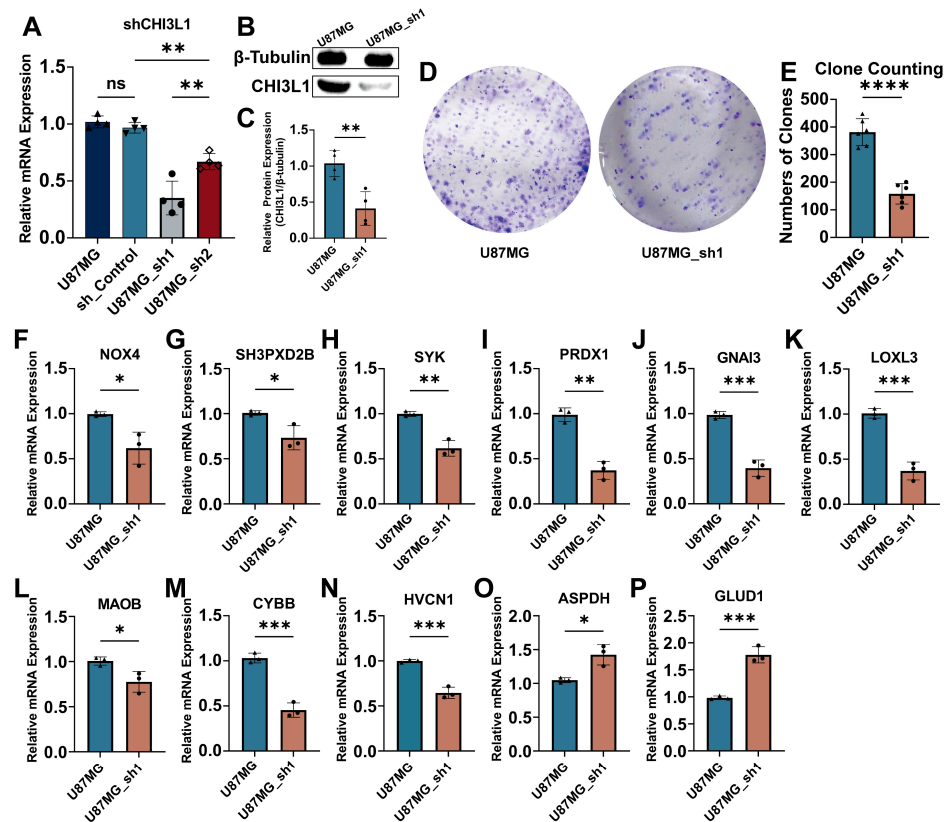 A
shCHI3L1
**
ns
**
Relative mRNA Expression
1.5
1.0
0.5
0.0
U87MG
sh_Control
U87MG_sh1
U87MG_sh2
B
U87MG
U87MG_sh1
β-Tubulin
CHI3L1
C
**
Relative Protein Expression
(CHI3L1/β-tubulin)
1.5
1.0
0.5
0.0
U87MG
U87MG_sh1
D
U87MG
U87MG_sh1
E
Clone Counting
****
Numbers of Clones
500
400
300
200
100
0
U87MG
U87MG_sh1
F
NOX4
*
Relative mRNA Expression
1.5
1.0
0.5
0.0
U87MG
U87MG_sh1
G
SH3PXD2B
*
Relative mRNA Expression
1.5
1.0
0.5
0.0
U87MG
U87MG_sh1
H
SYK
**
Relative mRNA Expression
1.5
1.0
0.5
0.0
U87MG
U87MG_sh1
I
PRDX1
**
Relative mRNA Expression
1.5
1.0
0.5
0.0
U87MG
U87MG_sh1
J
GNAI3
***
Relative mRNA Expression
1.5
1.0
0.5
0.0
U87MG
U87MG_sh1
K
LOXL3
***
Relative mRNA Expression
1.5
1.0
0.5
0.0
U87MG
U87MG_sh1
L
MAOB
*
Relative mRNA Expression
1.5
1.0
0.5
0.0
U87MG
U87MG_sh1
M
CYBB
***
Relative mRNA Expression
1.5
1.0
0.5
0.0
U87MG
U87MG_sh1
N
HVCN1
***
Relative mRNA Expression
1.5
1.0
0.5
0.0
U87MG
U87MG_sh1
O
ASPDH
*
Relative mRNA Expression
2.0
1.5
1.0
0.5
0.0
U87MG
U87MG_sh1
P
GLUD1
***
Relative mRNA Expression
2.5
2.0
1.5
1.0
0.5
0.0
U87MG
U87MG_sh1